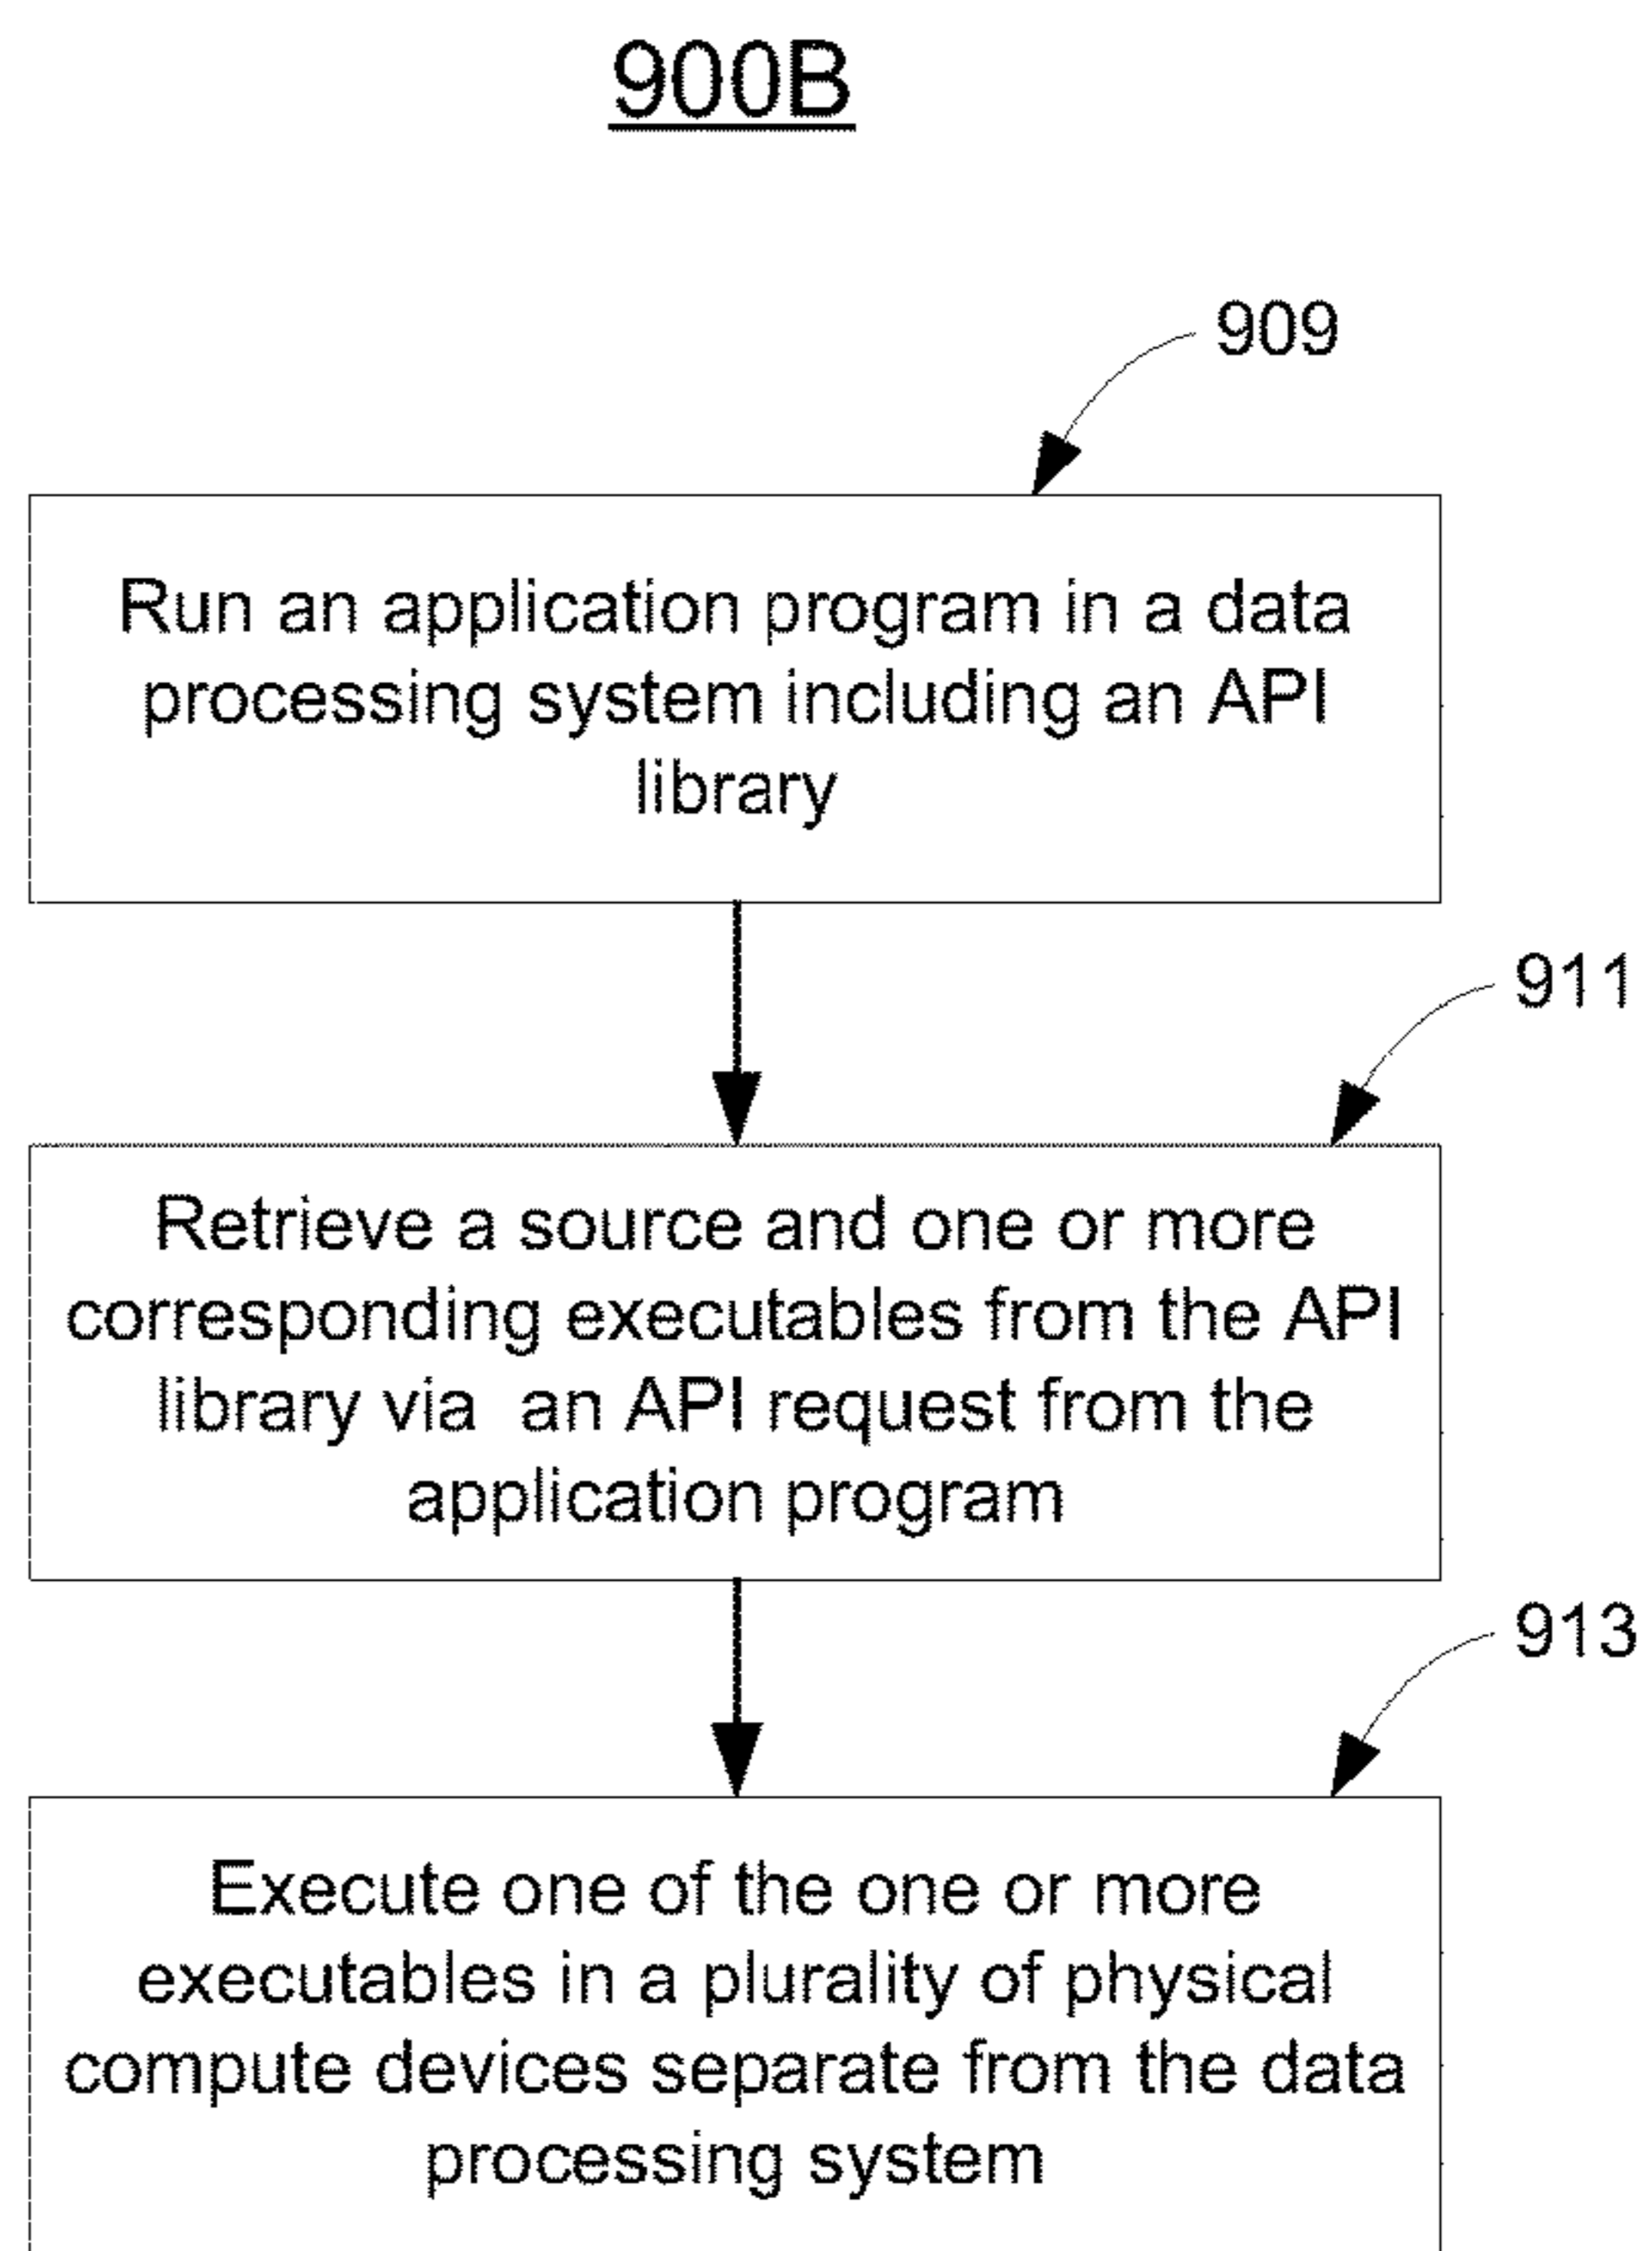 900B
909
Run an application program in a data
processing system including an API
library
911
Retrieve a source and one or more
corresponding executables from the API
library via  an API request from the
application program
913
Execute one of the one or more
executables in a plurality of physical
compute devices separate from the data
processing system